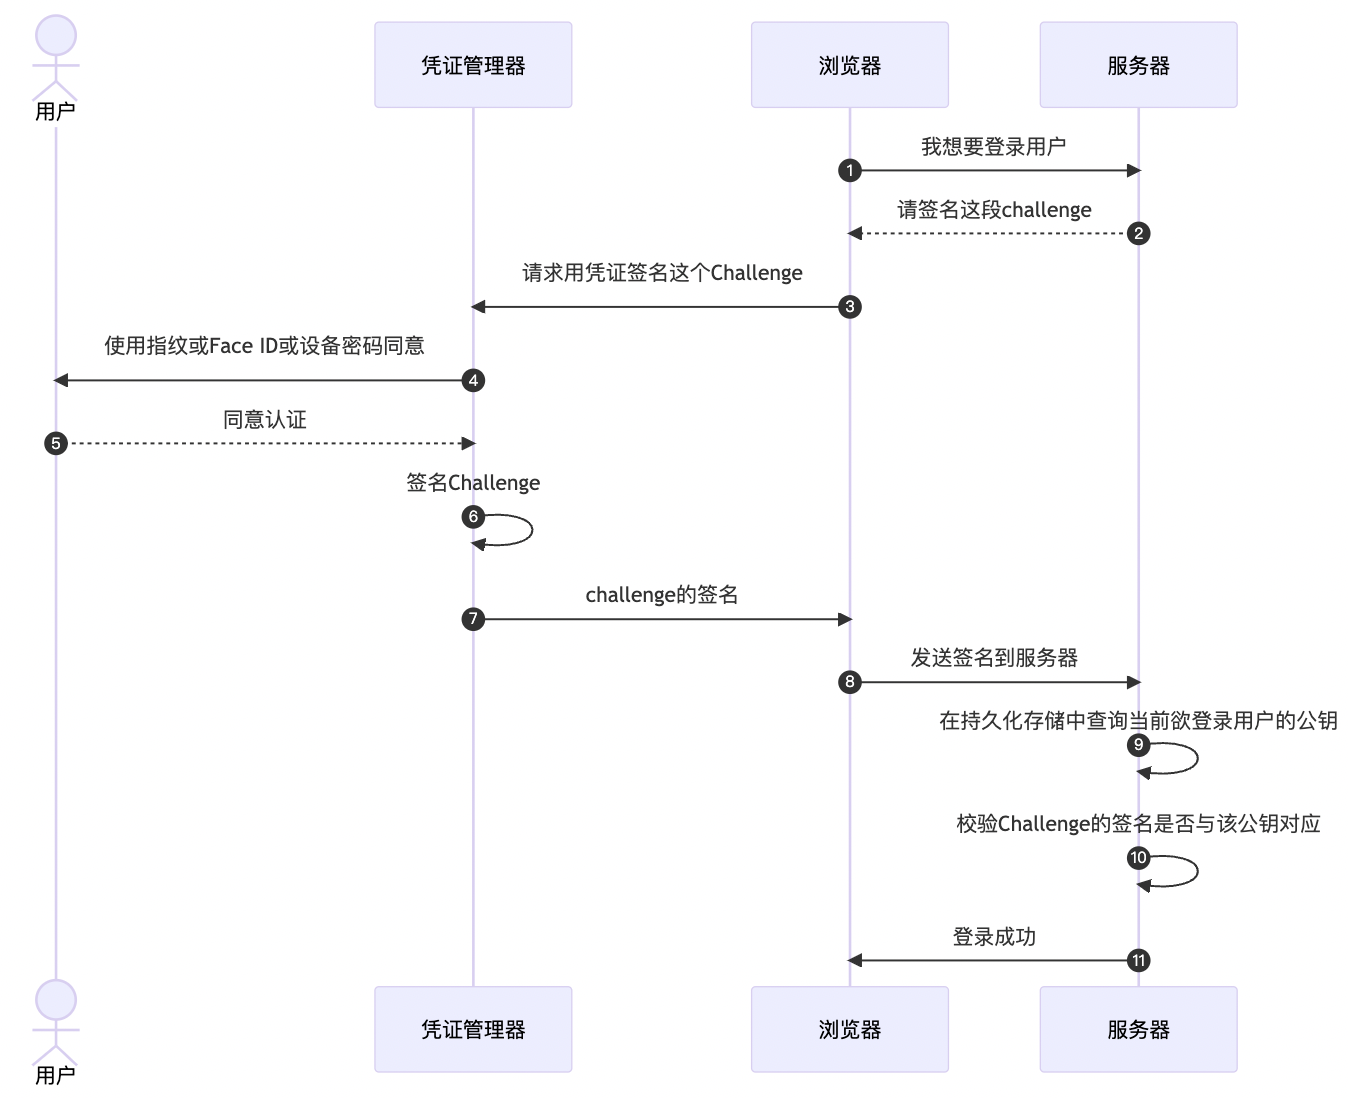 用户
凭证管理器
浏览器
服务器
我想要登录用户
1
请签名这段challenge
2
请求用凭证签名这个Challenge
3
使用指纹或Face ID或设备密码同意
4
同意认证
5
签名Challenge
6
challenge的签名
7
发送签名到服务器
8
在持久化存储中查询当前欲登录用户的公钥
9
校验Challenge的签名是否与该公钥对应
10
登录成功
11
用户
凭证管理器
浏览器
服务器